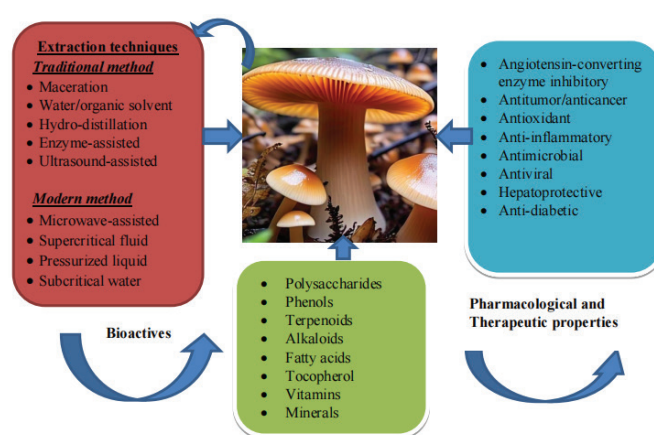 Extraction techniques
Traditional method
• Maceration
• Water/organic solvent
• Hydro-distillation
• Enzyme-assisted
• Ultrasound-assisted
Modern method
• Microwave-assisted
• Supercritical fluid
• Pressurized liquid
• Subcritical water
• Angiotensin-converting
enzyme inhibitory
• Antitumor/anticancer
• Antioxidant
• Anti-inflammatory
• Antimicrobial
• Antiviral
• Hepatoprotective
• Anti-diabetic
Bioactives
• Polysaccharides
• Phenols
• Terpenoids
• Alkaloids
• Fatty acids
• Tocopherol
• Vitamins
• Minerals
Pharmacological and
Therapeutic properties